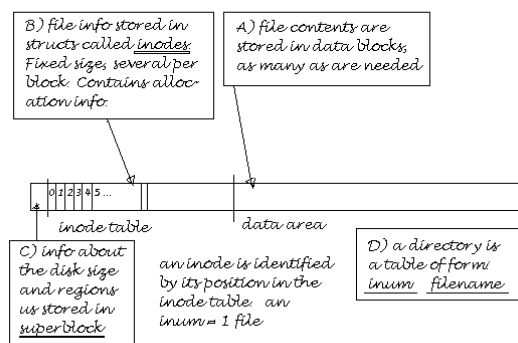 B) file info stored in
structs called inodes.
Fixed size, several per
block. Contains alloc-
ation info.
A) file contents are
stored in data blocks,
as many as are needed
0 1 2 3 4 5 ...
inode table
data area
C) info about
the disk size
and regions
us stored in
superblock
an inode is identified
by its position in the
inode table. an
inum = 1 file
D) a directory is
a table of form:
inum filename